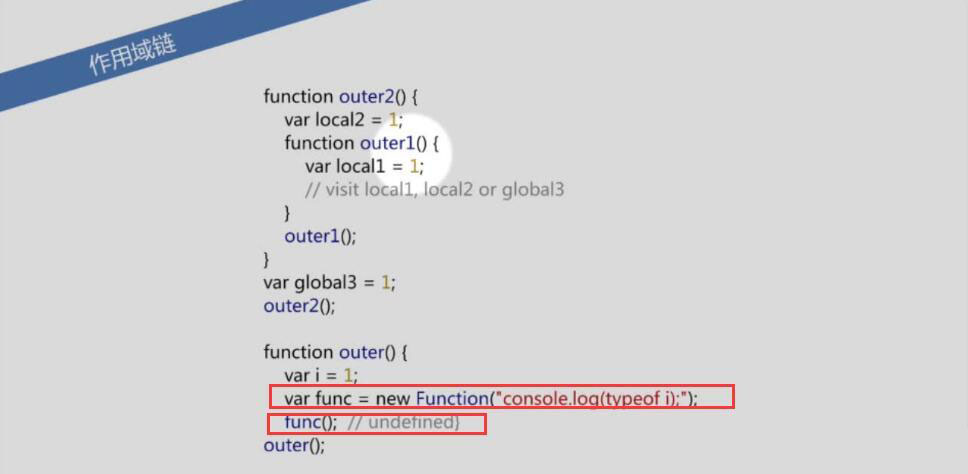 作用域链
function outer2() {
var local2 = 1;
function outer1() {
var local1 = 1;
// visit local1, local2 or global3
}
outer1();
}
var global3 = 1;
outer2();
function outer() {
var i = 1;
var func = new Function("console.log(typeof i);");
func(); // undefined}
outer();